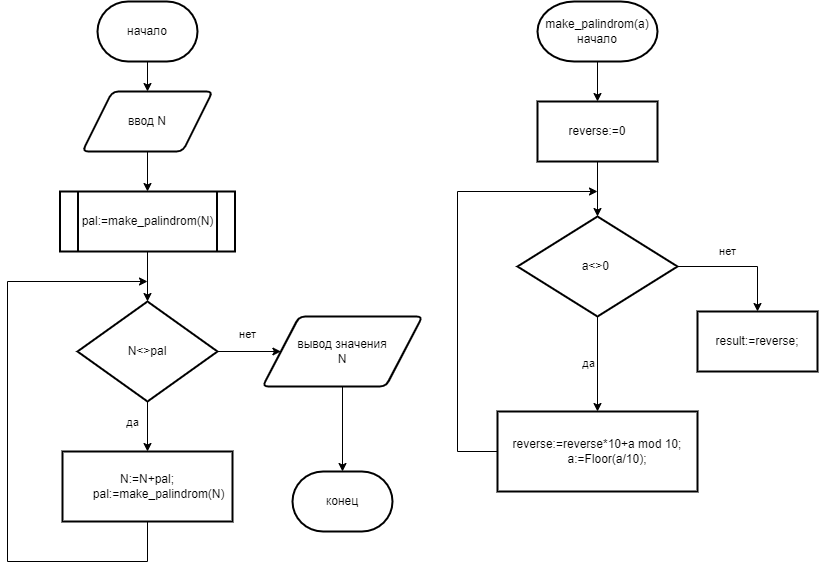 начало
ввод N
pal:=make_palindrom(N)
N<>pal
нет
вывод значения
N
да
N:=N+pal;
pal:=make_palindrom(N)
конец
make_palindrom(a)
начало
reverse:=0
a<>0
нет
result:=reverse;
да
reverse:=reverse*10+a mod 10;
a:=Floor(a/10);